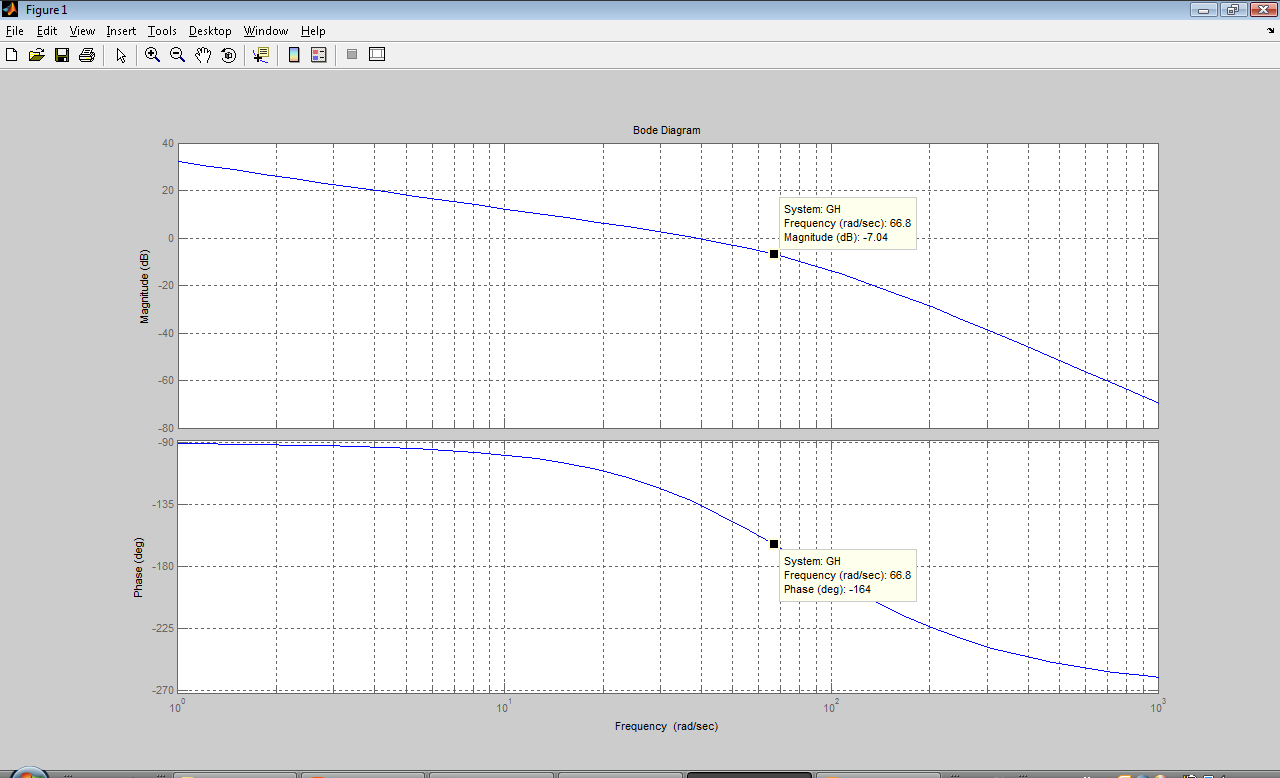 Figure 1
File Edit View Insert Tools Desktop Window Help
Bode Diagram
40
20
0
-20
-40
-60
-80
Magnitude (dB)
System: GH
Frequency (rad/sec): 66.8
Magnitude (dB): -7.04
-90
-135
-180
-225
-270
Phase (deg)
System: GH
Frequency (rad/sec): 66.8
Phase (deg): -164
10^0 10^1 10^2 10^3
Frequency (rad/sec)